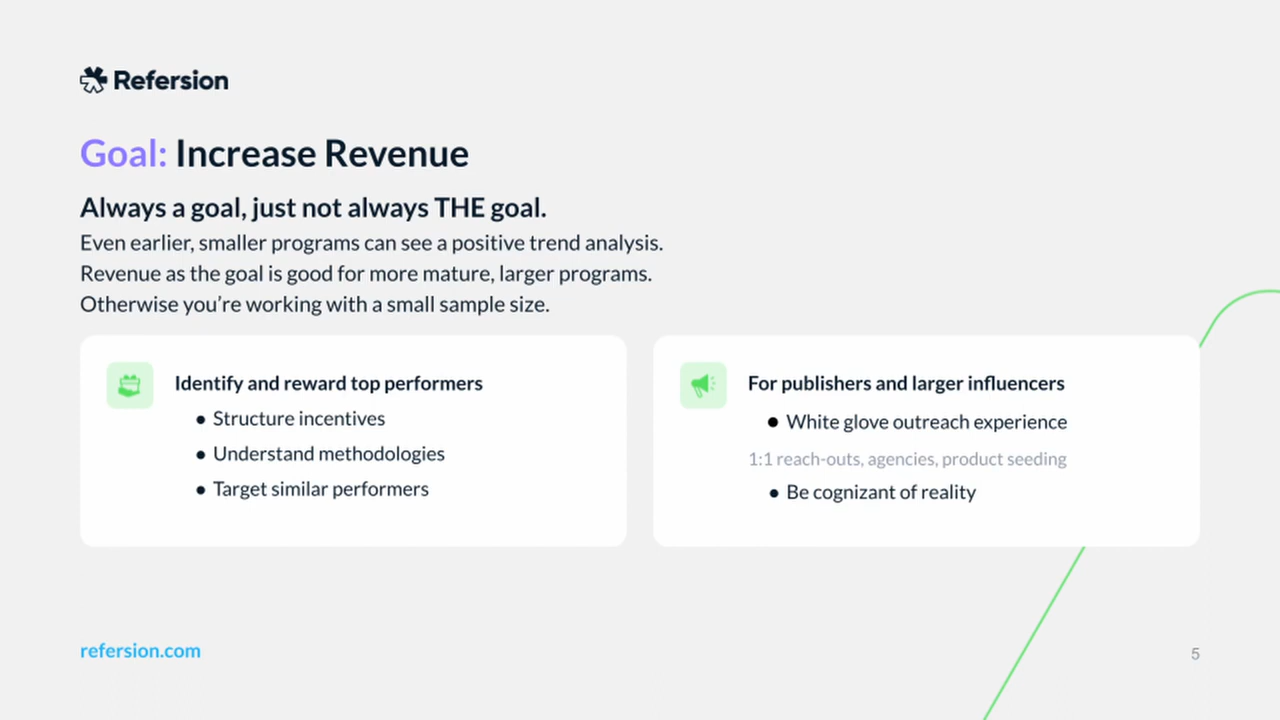 Refersion
Goal: Increase Revenue
Always a goal, just not always THE goal.
Even earlier, smaller programs can see a positive trend analysis.
Revenue as the goal is good for more mature, larger programs.
Otherwise you’re working with a small sample size.
Identify and reward top performers
● Structure incentives
● Understand methodologies
● Target similar performers
For publishers and larger influencers
● White glove outreach experience
1:1 reach-outs, agencies, product seeding
● Be cognizant of reality
refersion.com
5